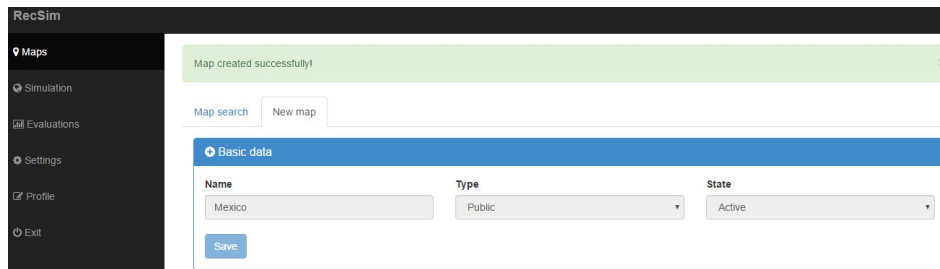 RecSim
Maps
Simulation
Evaluations
Settings
Profile
Exit
Map created successfully!
Map search New map
Basic data
Name Type State
Mexico Public Active
Save